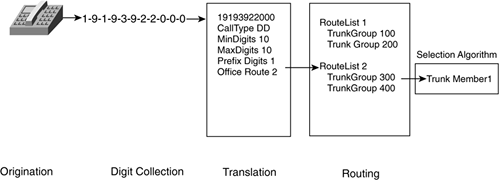 1-9-1-9-3-9-2-2-0-0-0
19193922000
CallType DD
MinDigits 10
MaxDigits 10
Prefix Digits 1
Office Route 2
RouteList 1
TrunkGroup 100
Trunk Group 200
RouteList 2
TrunkGroup 300
TrunkGroup 400
Selection Algorithm
Trunk Member1
Origination
Digit Collection
Translation
Routing